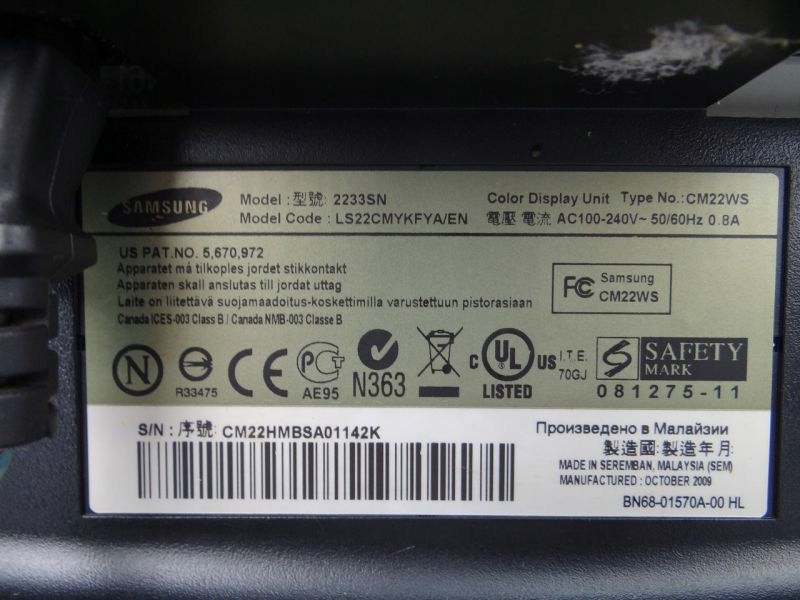 SAMSUNG
Model : 型號: 2233SN
Color Display Unit Type No.:CM22WS
Model Code : LS22CMYKFYA/EN
電壓 電流 AC100-240V~ 50/60Hz 0.8A
US PAT.NO. 5,670,972
Apparatet må tilkoples jordet stikkontakt
Apparaten skall anslutas till jordat uttag
Laite on liitettävä suojamaadoitus-koskettimilla varustettuun pistorasiaan
Canada ICES-003 Class B / Canada NMB-003 Classe B
FC Samsung
CM22WS
N
R33475
CE
РСТ
AE95
N363
C UL US
LISTED
I.T.E.
70GJ
S SAFETY
MARK
081275-11
S/N : 序號: CM22HMBSA01142K
Произведено в Малайзии
製造國:製造年月:
MADE IN SEREMBAN, MALAYSIA (SEM)
MANUFACTURED : OCTOBER 2009
BN68-01570A-00 HL